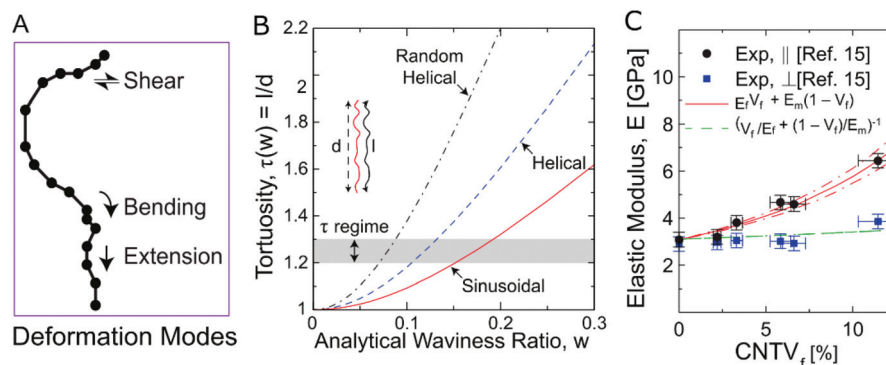 A
Shear
Bending
Extension
Deformation Modes
B
Tortuosity, τ(w) = l/d
2.2
2
1.8
1.6
1.4
1.2
1
0
0.1
0.2
0.3
Analytical Waviness Ratio, w
Random
Helical
Helical
Sinusoidal
d
l
τ regime
C
Elastic Modulus, E [GPa]
10
8
6
4
2
0
5
10
CNTV_f [%]
Exp, || [Ref. 15]
Exp, ⊥[Ref. 15]
E_fV_f + E_m(1 − V_f)
(V_f/E_f + (1 − V_f)/E_m)^-1